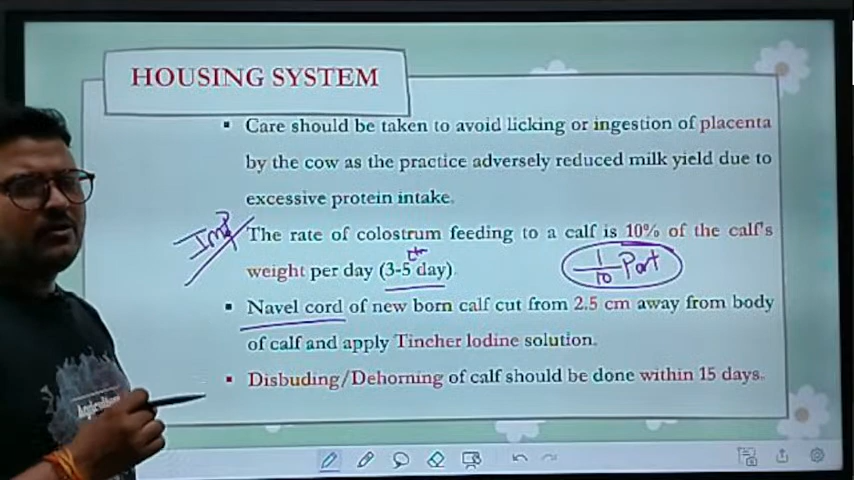 HOUSING SYSTEM
▪ Care should be taken to avoid licking or ingestion of placenta
by the cow as the practice adversely reduced milk yield due to
excessive protein intake.
Imp The rate of colostrum feeding to a calf is 10% of the calf's
weight per day (3-5 day).
th
1/10 Part
▪ Navel cord of new born calf cut from 2.5 cm away from body
of calf and apply Tincher Iodine solution.
▪ Disbuding/Dehorning of calf should be done within 15 days.